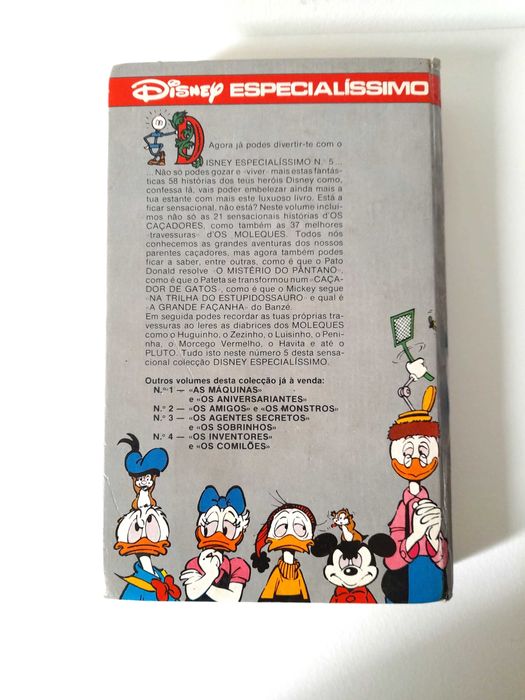 Disney ESPECIALÍSSIMO
Agora já podes divertir-te com o
DISNEY ESPECIALÍSSIMO N.º 5...
... Não só podes gozar e «viver» mais estas fantás-
ticas 58 histórias dos teus heróis Disney como,
confessa lá, vais poder embelezar ainda mais a
tua estante com mais este luxuoso livro. Está a
ficar sensacional, não está? Neste volume incluí-
mos não só as 21 sensacionais histórias d'OS
CAÇADORES, como também as 37 melhores
«travessuras» d'OS MOLEQUES. Todos nós
conhecemos as grandes aventuras dos nossos
parentes caçadores, mas agora também podes
ficar a saber, entre outras, como é que o Pato
Donald resolve «O MISTÉRIO DO PÂNTANO»,
como é que o Pateta se transformou num «CAÇA-
DOR DE GATOS», como é que o Mickey segue
«NA TRILHA DO ESTUPIDOSSAURO» e qual é
«A GRANDE FAÇANHA» do Banzé.
Em seguida podes recordar as tuas próprias tra-
vessuras ao leres as diabrices dos MOLEQUES
como o Huguinho, o Zezinho, o Luisinho, o Peni-
nha, o Morcego Vermelho, o Havita e até o
PLUTO. Tudo isto neste número 5 desta sensa-
cional colecção DISNEY ESPECIALÍSSIMO.
Outros volumes desta colecção já à venda:
N.º 1 — «AS MÁQUINAS»
e «OS ANIVERSARIANTES»
N.º 2 — «OS AMIGOS» e «OS MONSTROS»
N.º 3 — «OS AGENTES SECRETOS»
e «OS SOBRINHOS»
N.º 4 — «OS INVENTORES»
e «OS COMILÕES»